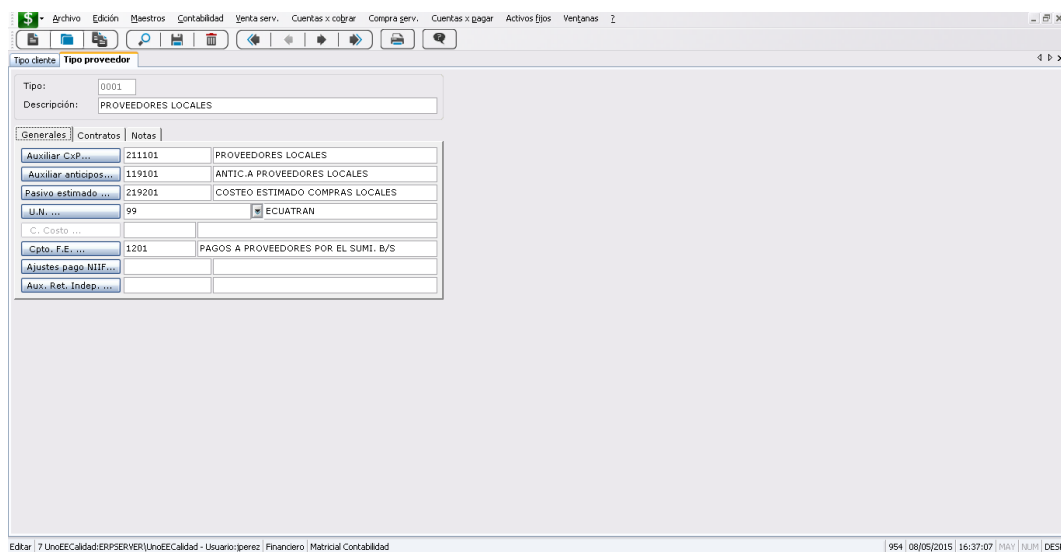 $ Archivo Edición Maestros Contabilidad Venta serv. Cuentas x cobrar Compra serv. Cuentas x pagar Activos fijos Ventanas ?
Tipo cliente Tipo proveedor
Tipo: 0001
Descripción: PROVEEDORES LOCALES
Generales Contratos Notas
Auxiliar CxP... 211101 PROVEEDORES LOCALES
Auxiliar anticipos... 119101 ANTIC.A PROVEEDORES LOCALES
Pasivo estimado ... 219201 COSTEO ESTIMADO COMPRAS LOCALES
U.N. ... 99 ECUATRAN
C. Costo ...
Cpto. F.E. ... 1201 PAGOS A PROVEEDORES POR EL SUMI. B/S
Ajustes pago NIIF...
Aux. Ret. Indep. ...
Editar 7 UnoEECalidad:ERPSERVER\UnoEECalidad - Usuario:jperez Financiero Matricial Contabilidad 954 08/05/2015 16:37:07 MAY NUM DESP